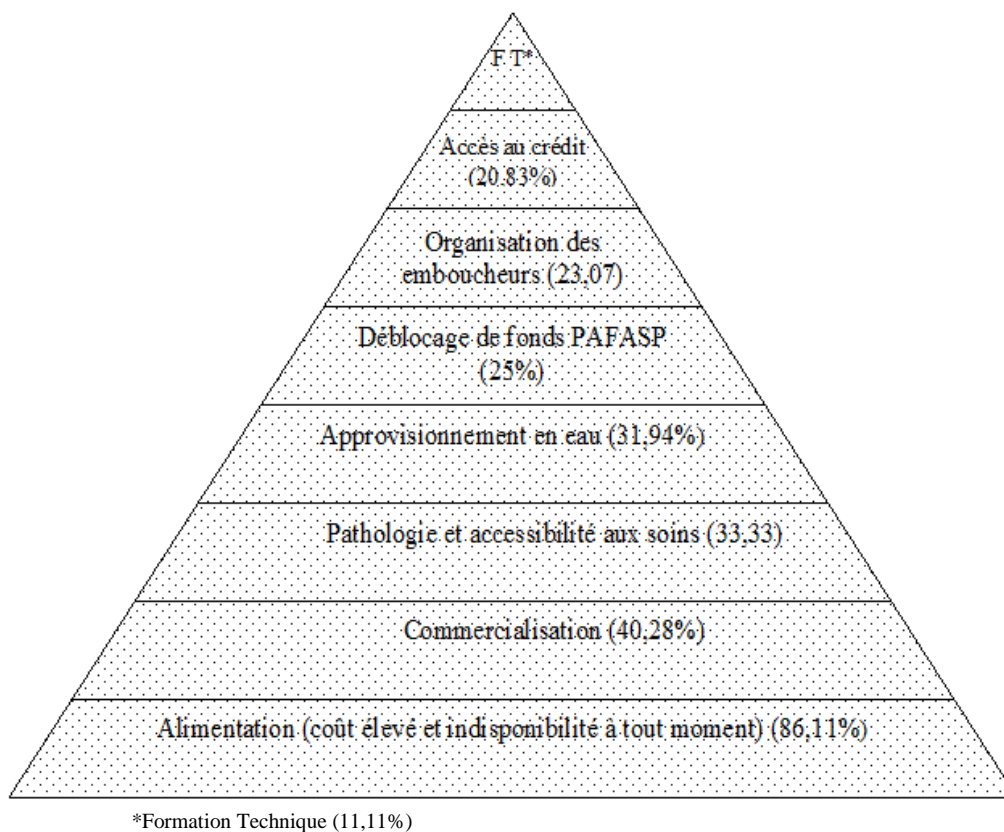 F T*
Accès au crédit
(20.83%)
Organisation des
emboucheurs (23,07)
Déblocage de fonds PAFASP
(25%)
Approvisionnement en eau (31,94%)
Pathologie et accessibilité aux soins (33,33)
Commercialisation (40,28%)
Alimentation (coût élevé et indisponibilité à tout moment) (86,11%)
*Formation Technique (11,11%)